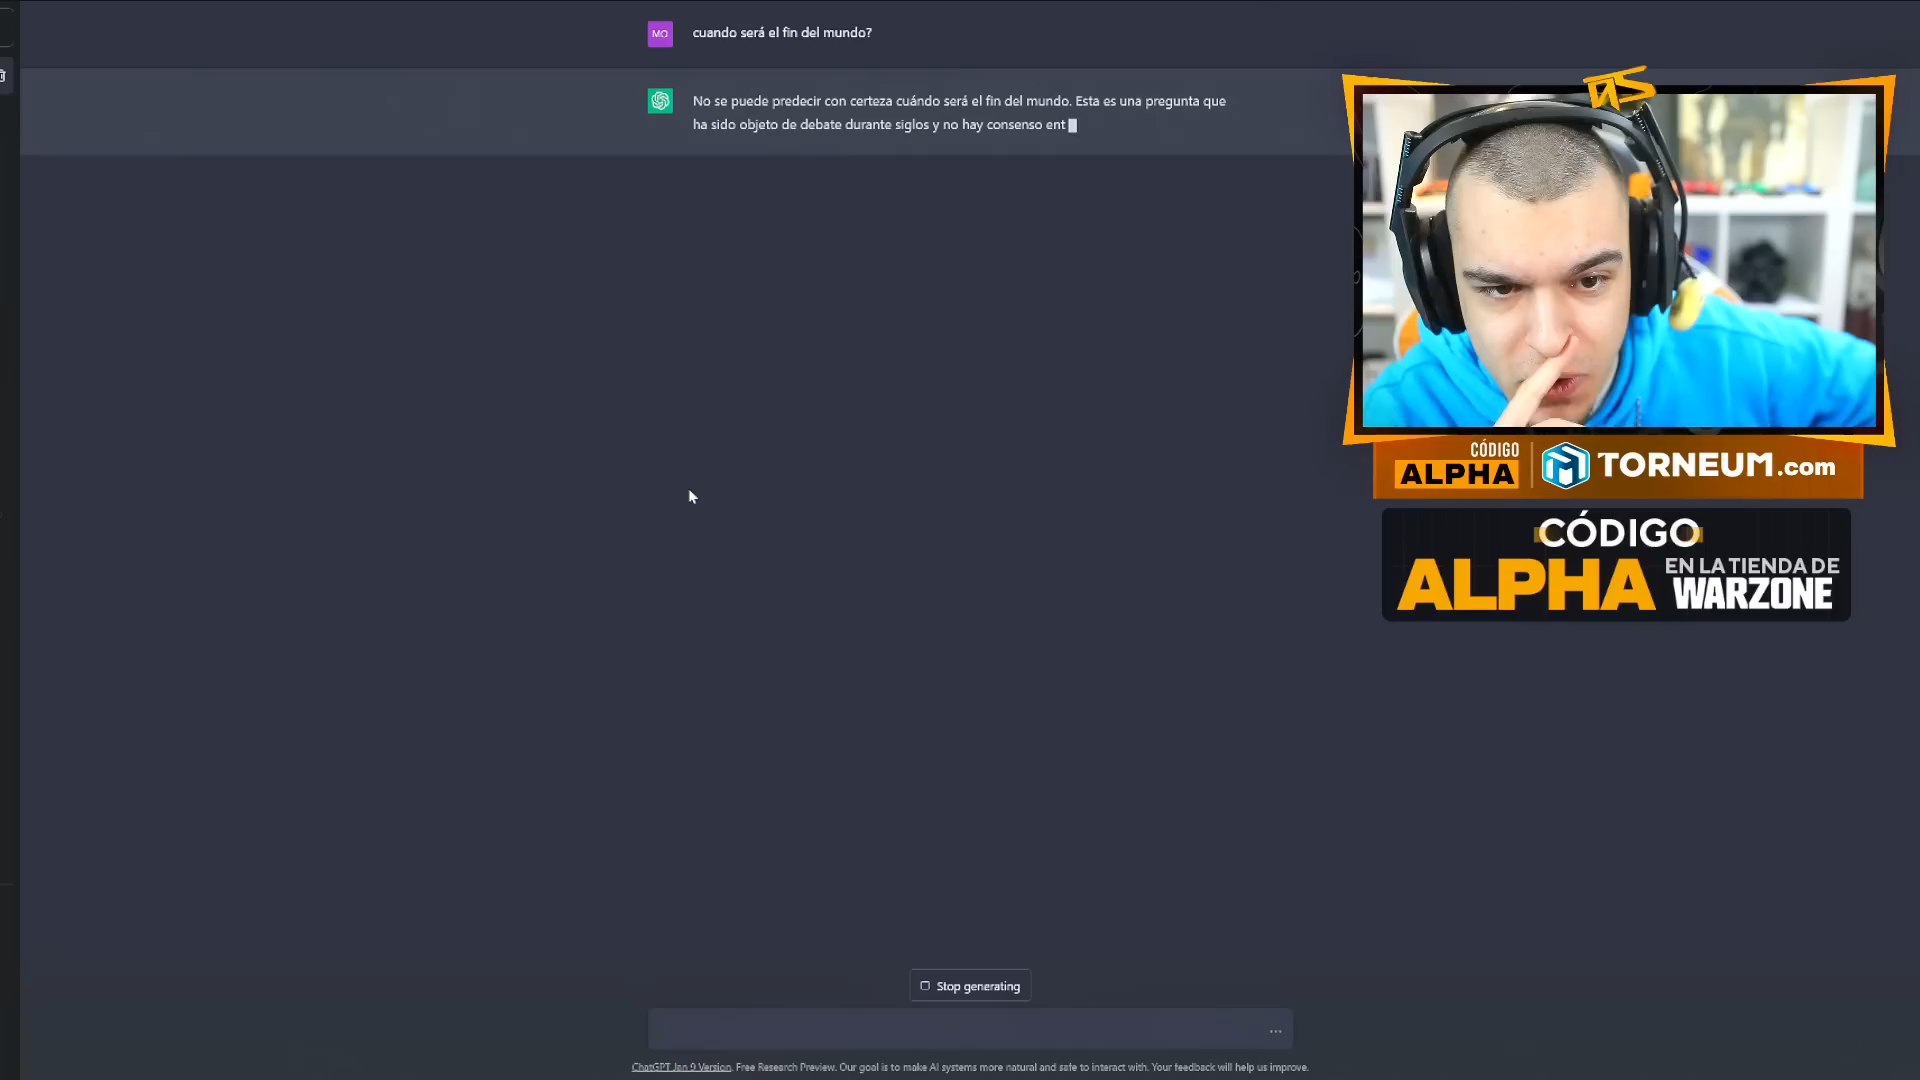 MO
cuando será el fin del mundo?
No se puede predecir con certeza cuándo será el fin del mundo. Esta es una pregunta que
ha sido objeto de debate durante siglos y no hay consenso ent
CÓDIGO
ALPHA
TORNEUM.com
CÓDIGO
ALPHA
EN LA TIENDA DE
WARZONE
Stop generating
ChatGPT Jan 9 Version. Free Research Preview. Our goal is to make AI systems more natural and safe to interact with. Your feedback will help us improve.